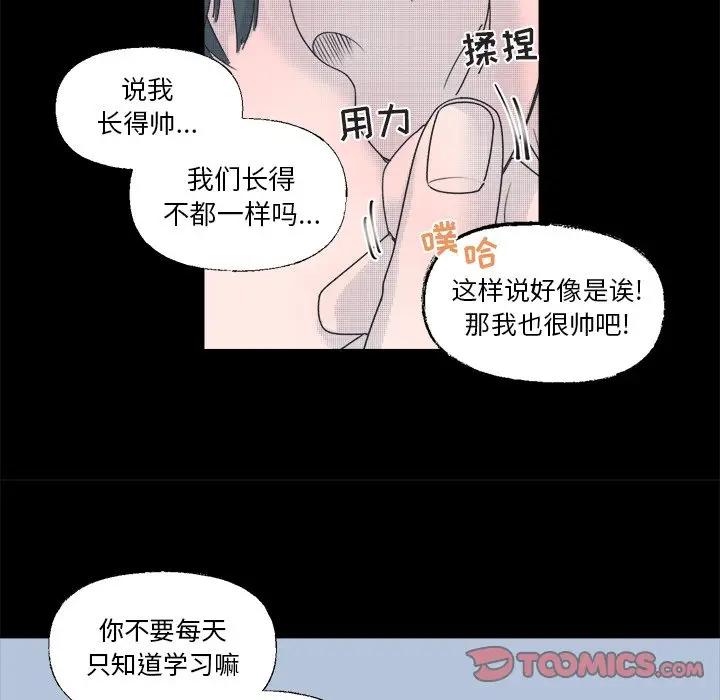 揉捏
说我
长得帅...
用力
我们长得
不都一样吗...
噗哈
这样说好像是诶!
那我也很帅吧!
你不要每天
只知道学习嘛
TOOMICS.COM